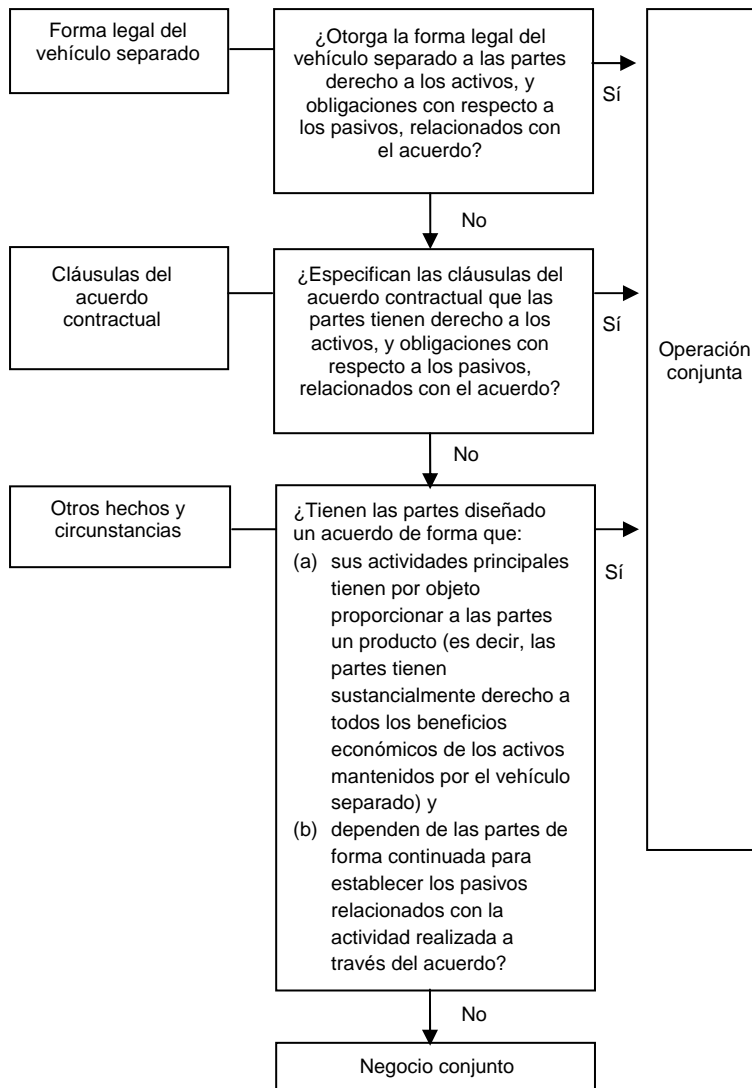 Forma legal del
vehículo separado
¿Otorga la forma legal del
vehículo separado a las partes
derecho a los activos, y
obligaciones con respecto a
los pasivos, relacionados con
el acuerdo?
Sí
No
Cláusulas del
acuerdo
contractual
¿Especifican las cláusulas del
acuerdo contractual que las
partes tienen derecho a los
activos, y obligaciones con
respecto a los pasivos,
relacionados con el acuerdo?
Sí
Operación
conjunta
No
Otros hechos y
circunstancias
¿Tienen las partes diseñado
un acuerdo de forma que:
(a) sus actividades principales
tienen por objeto
proporcionar a las partes
un producto (es decir, las
partes tienen
sustancialmente derecho a
todos los beneficios
económicos de los activos
mantenidos por el vehículo
separado) y
(b) dependen de las partes de
forma continuada para
establecer los pasivos
relacionados con la
actividad realizada a
través del acuerdo?
Sí
No
Negocio conjunto